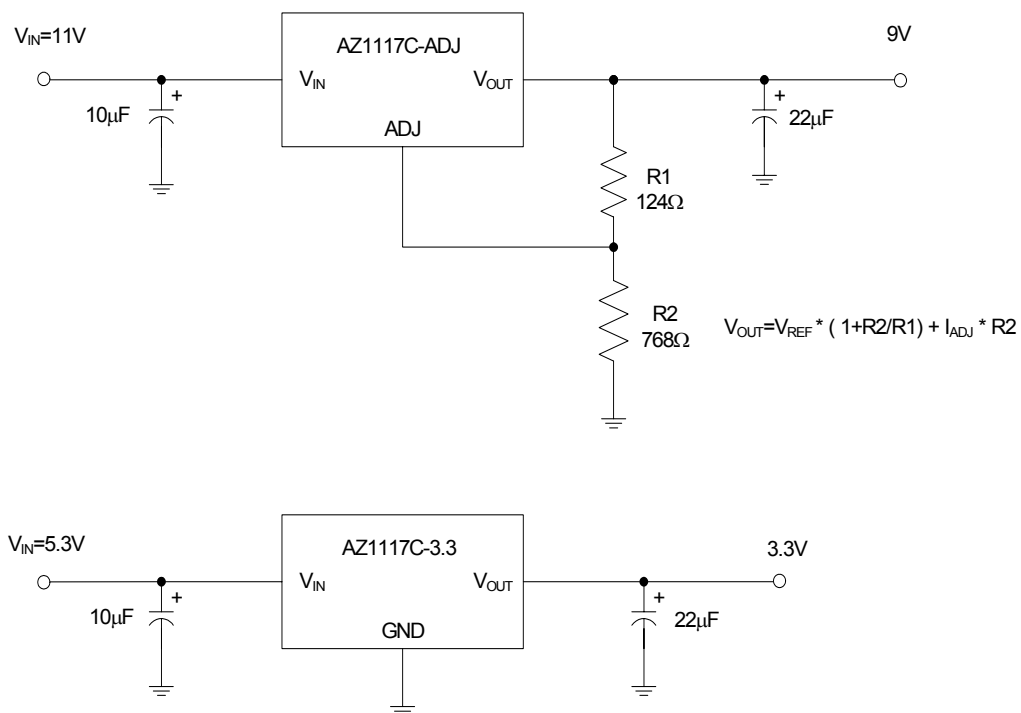 V_IN=11V
AZ1117C-ADJ
9V
V_IN
V_OUT
ADJ
10μF
+
+
22μF
R1
124Ω
R2
768Ω
V_OUT=V_REF * ( 1+R2/R1) + I_ADJ * R2
V_IN=5.3V
AZ1117C-3.3
3.3V
V_IN
V_OUT
GND
10μF
+
+
22μF